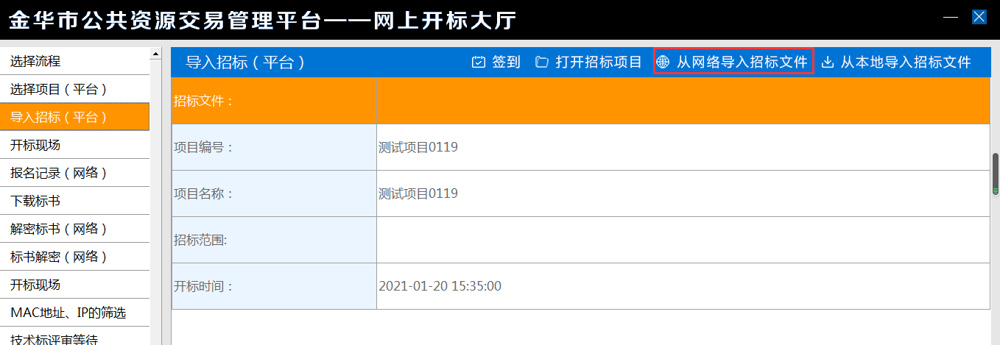 金华市公共资源交易管理平台——网上开标大厅
选择流程
选择项目（平台）
导入招标（平台）
开标现场
报名记录（网络）
下载标书
解密标书（网络）
标书解密（网络）
开标现场
MAC地址、IP的筛选
技术标评审等待
导入招标（平台） 签到 打开招标项目 从网络导入招标文件 从本地导入招标文件
招标文件：
项目编号： 测试项目0119
项目名称： 测试项目0119
招标范围:
开标时间： 2021-01-20 15:35:00